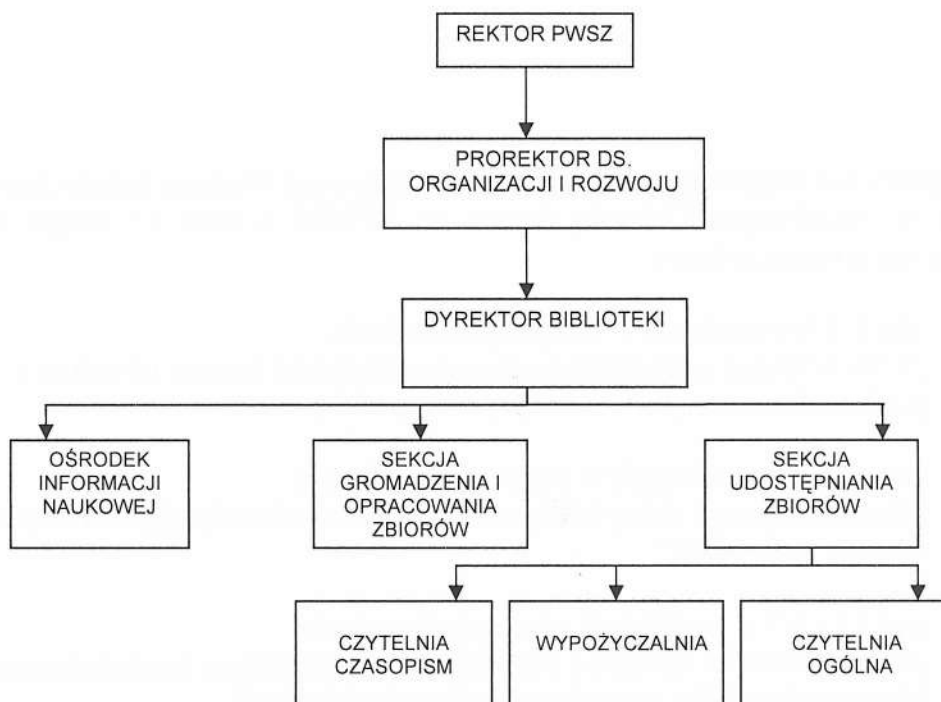 REKTOR PWSZ
PROREKTOR DS.
ORGANIZACJI I ROZWOJU
DYREKTOR BIBLIOTEKI
OŚRODEK
INFORMACJI
NAUKOWEJ
SEKCJA
GROMADZENIA I
OPRACOWANIA
ZBIORÓW
SEKCJA
UDOSTĘPNIANIA
ZBIORÓW
CZYTELNIA
CZASOPISM
WYPOŻYCZALNIA
CZYTELNIA
OGÓLNA